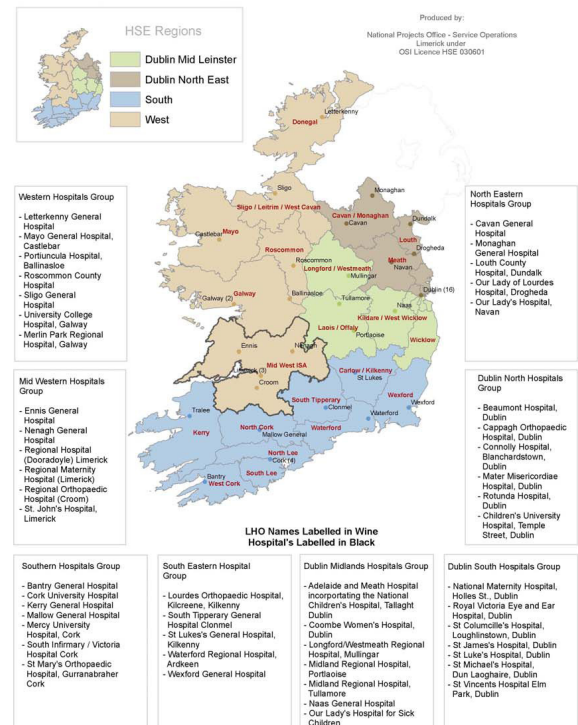 HSE Regions
Dublin Mid Leinster
Dublin North East
South
West
Produced by:
National Projects Office - Service Operations
Limerick under
OSI Licence HSE 030601
Letterkenny
Donegal
Sligo
Monaghan
Sligo / Leitrim / West Cavan
Cavan / Monaghan
Cavan
Dundalk
Castlebar
Mayo
Louth
Roscommon
Drogheda
Meath
Navan
Roscommon
Longford / Westmeath
Mullingar
Dublin (16)
Galway
Galway (2)
Ballinasloe
Tullamore
Naas
Kildare / West Wicklow
Laois / Offaly
Portlaoise
Wicklow
Ennis
Nenagh
(3)
Mid West ISA
Croom
Carlow / Kilkenny
St Lukes
South Tipperary
Clonmel
Wexford
Wexford
Tralee
Waterford
Waterford
Kerry
North Cork
Mallow General
North Lee
Cork (4)
Bantry
South Lee
West Cork
LHO Names Labelled in Wine
Hospital's Labelled in Black
Western Hospitals Group
- Letterkenny General
Hospital
- Mayo General Hospital,
Castlebar
- Portiuncula Hospital,
Ballinasloe
- Roscommon County
Hospital
- Sligo General
Hospital
- University College
Hospital, Galway
- Merlin Park Regional
Hospital, Galway
North Eastern
Hospitals Group
- Cavan General
Hospital
- Monaghan
General Hospital
- Louth County
Hospital, Dundalk
- Our Lady of Lourdes
Hospital, Drogheda
- Our Lady's Hospital,
Navan
Mid Western Hospitals
Group
- Ennis General
Hospital
- Nenagh General
Hospital
- Regional Hospital
(Dooradoyle) Limerick
- Regional Maternity
Hospital (Limerick)
- Regional Orthopaedic
Hospital (Croom)
- St. John's Hospital,
Limerick
Dublin North Hospitals
Group
- Beaumont Hospital,
Dublin
- Cappagh Orthopaedic
Hospital, Dublin
- Connolly Hospital,
Blanchardstown,
Dublin
- Mater Misericordiae
Hospital, Dublin
- Rotunda Hospital,
Dublin
- Children's University
Hospital, Temple
Street, Dublin
Southern Hospitals Group
- Bantry General Hospital
- Cork University Hospital
- Kerry General Hospital
- Mallow General Hospital
- Mercy University
Hospital, Cork
- South Infirmary / Victoria
Hospital Cork
- St Mary's Orthopaedic
Hospital, Gurranabraher
Cork
South Eastern Hospital
Group
- Lourdes Orthopaedic Hospital,
Kilcreene, Kilkenny
- South Tipperary General
Hospital Clonmel
- St Lukes's General Hospital,
Kilkenny
- Waterford Regional Hospital,
Ardkeen
- Wexford General Hospital
Dublin Midlands Hospitals
Group
- Adelaide and Meath Hospital
incorportating the National
Children's Hospital, Tallaght
Dublin
- Coombe Women's Hospital,
Dublin
- Longford/Westmeath Regional
Hospital, Mullingar
- Midland Regional Hospital,
Portlaoise
- Midland Regional Hospital,
Tullamore
- Naas General Hospital
- Our Lady's Hospital for Sick
Children
Dublin South Hospitals Group
- National Maternity Hospital,
Holles St., Dublin
- Royal Victoria Eye and Ear
Hospital, Dublin
- St Columcille's Hospital,
Loughlinstown, Dublin
- St James's Hospital, Dublin
- St Luke's Hospital, Dublin
- St Michael's Hospital,
Dun Laoghaire, Dublin
- St Vincents Hospital Elm
Park, Dublin